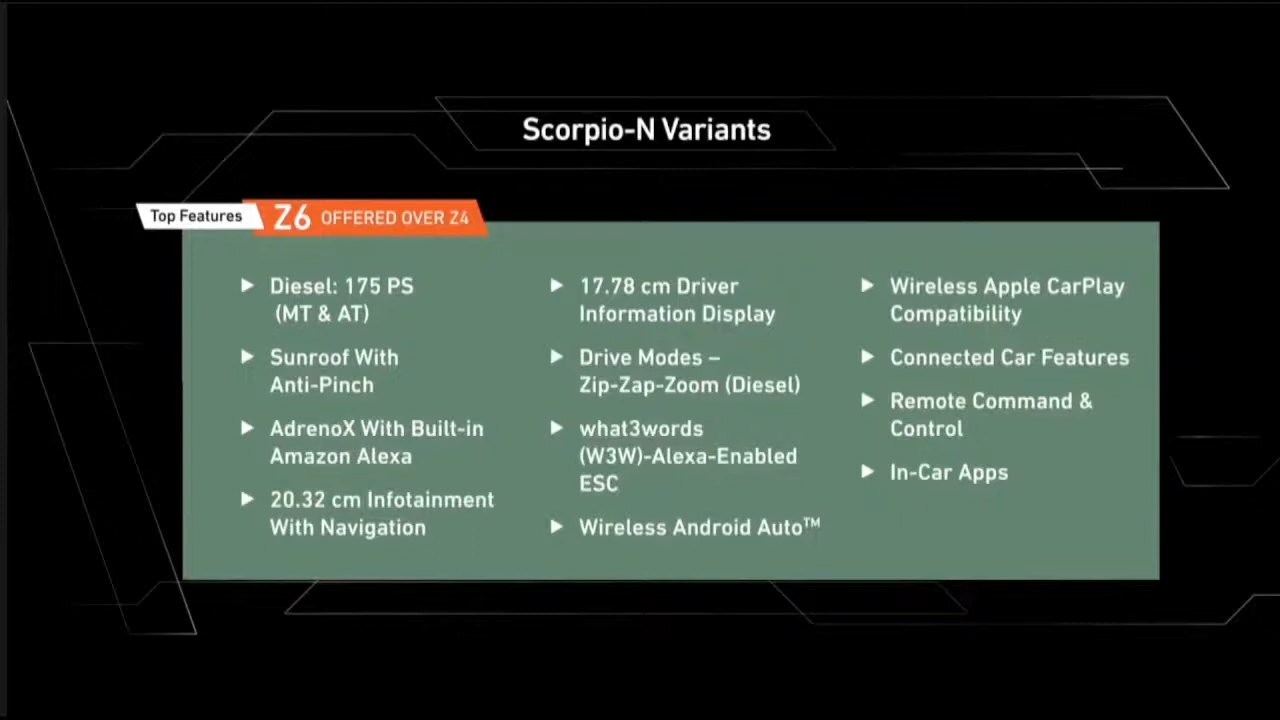 Scorpio-N Variants
Top Features Z6 OFFERED OVER Z4
Diesel: 175 PS
(MT & AT)
Sunroof With
Anti-Pinch
AdrenoX With Built-in
Amazon Alexa
20.32 cm Infotainment
With Navigation
17.78 cm Driver
Information Display
Drive Modes –
Zip-Zap-Zoom (Diesel)
what3words
(W3W)-Alexa-Enabled
ESC
Wireless Android Auto™
Wireless Apple CarPlay
Compatibility
Connected Car Features
Remote Command &
Control
In-Car Apps